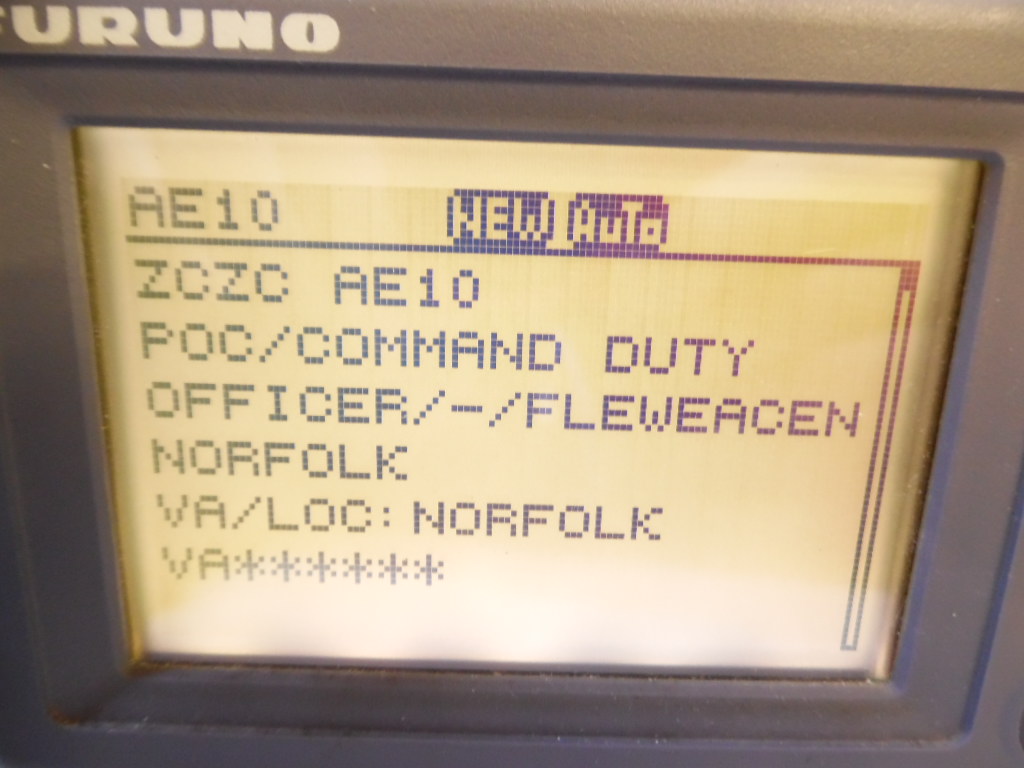 FURUNO
AE10 NEW AUTO
ZCZC AE10
POC/COMMAND DUTY
OFFICER/-/FLEWEACEN
NORFOLK
VA/LOC: NORFOLK
VA******